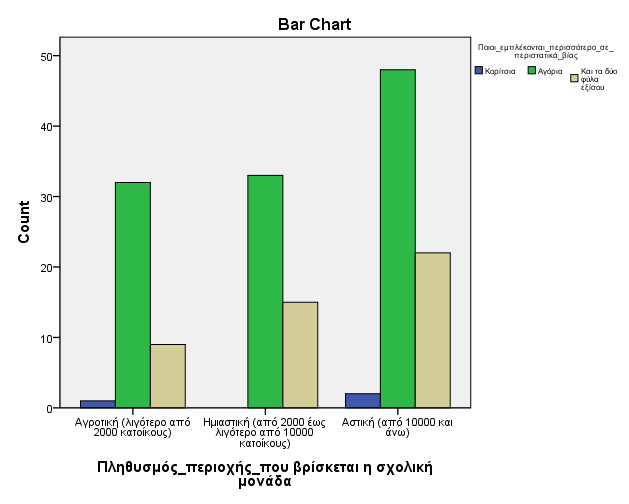 Bar Chart
Ποιοι_εμπλέκονται_περισσότερο_σε_
περιστατικά_βίας
Κορίτσια
Αγόρια
Και τα δύο
φύλα
εξίσου
50
40
30
20
10
0
Count
Αγροτική (λιγότερο από
2000 κατοίκους)
Ημιαστική (από 2000 έως
λιγότερο από 10000
κατοίκους)
Αστική (από 10000 και
άνω)
Πληθυσμός_περιοχής_που βρίσκεται η σχολική
μονάδα